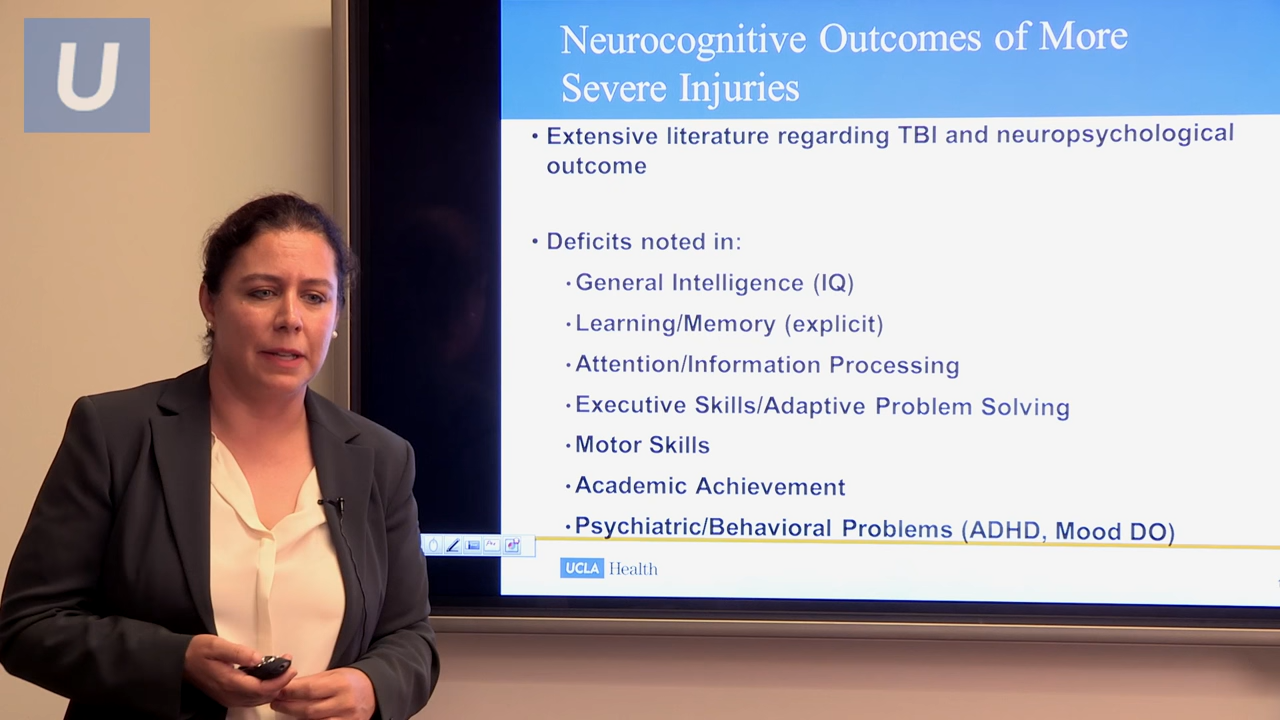 U
Neurocognitive Outcomes of More
Severe Injuries
• Extensive literature regarding TBI and neuropsychological
outcome
• Deficits noted in:
• General Intelligence (IQ)
• Learning/Memory (explicit)
• Attention/Information Processing
• Executive Skills/Adaptive Problem Solving
• Motor Skills
• Academic Achievement
• Psychiatric/Behavioral Problems (ADHD, Mood DO)
UCLA Health